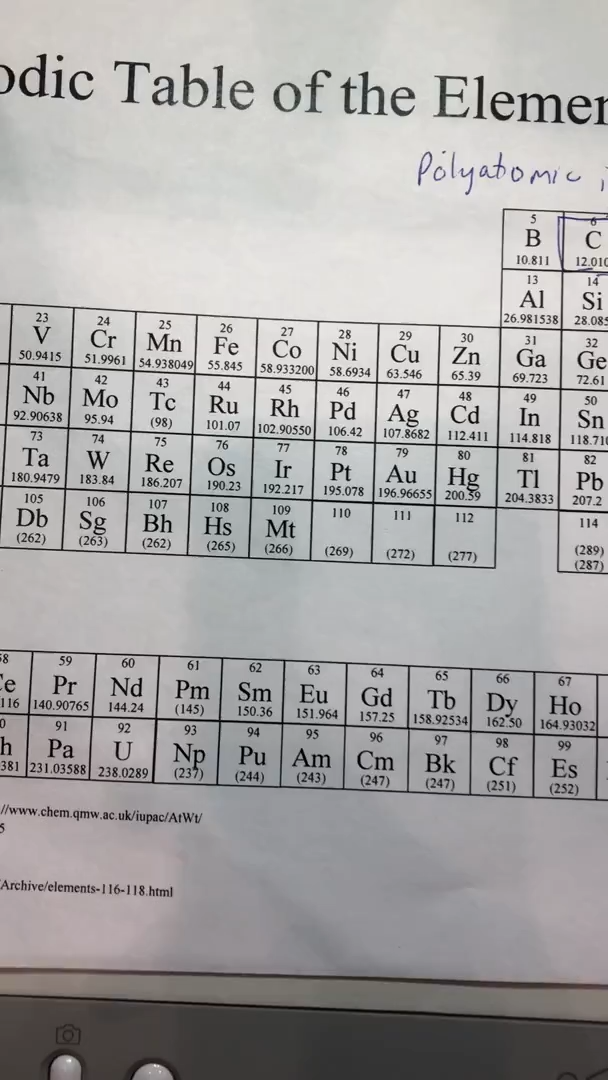 odic Table of the Elemen
Polyatomic i
5
B
10.811
6
C
12.010
13
Al
26.981538
14
Si
28.085
23
V
50.9415
24
Cr
51.9961
25
Mn
54.938049
26
Fe
55.845
27
Co
58.933200
28
Ni
58.6934
29
Cu
63.546
30
Zn
65.39
31
Ga
69.723
32
Ge
72.61
41
Nb
92.90638
42
Mo
95.94
43
Tc
(98)
44
Ru
101.07
45
Rh
102.90550
46
Pd
106.42
47
Ag
107.8682
48
Cd
112.411
49
In
114.818
50
Sn
118.710
73
Ta
180.9479
74
W
183.84
75
Re
186.207
76
Os
190.23
77
Ir
192.217
78
Pt
195.078
79
Au
196.96655
80
Hg
200.59
81
Tl
204.3833
82
Pb
207.2
105
Db
(262)
106
Sg
(263)
107
Bh
(262)
108
Hs
(265)
109
Mt
(266)
110
(269)
111
(272)
112
(277)
114
(289)
(287)
58
Ce
116
59
Pr
140.90765
60
Nd
144.24
61
Pm
(145)
62
Sm
150.36
63
Eu
151.964
64
Gd
157.25
65
Tb
158.92534
66
Dy
162.50
67
Ho
164.93032
0
h
381
91
Pa
231.03588
92
U
238.0289
93
Np
(237)
94
Pu
(244)
95
Am
(243)
96
Cm
(247)
97
Bk
(247)
98
Cf
(251)
99
Es
(252)
//www.chem.qmw.ac.uk/iupac/AtWt/
5
Archive/elements-116-118.html